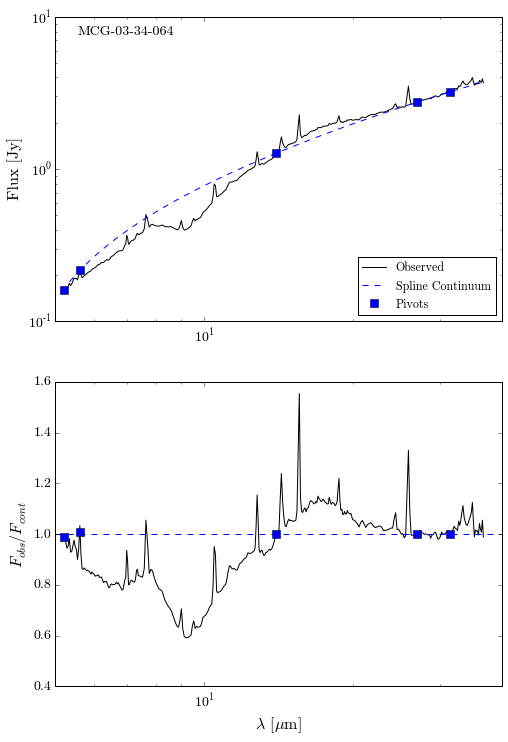 10^1
MCG-03-34-064
Flux [Jy]
10^0
Observed
Spline Continuum
Pivots
10^-1
10^1
1.6
1.4
1.2
F_obs/F_cont
1.0
0.8
0.6
0.4
10^1
λ [μm]